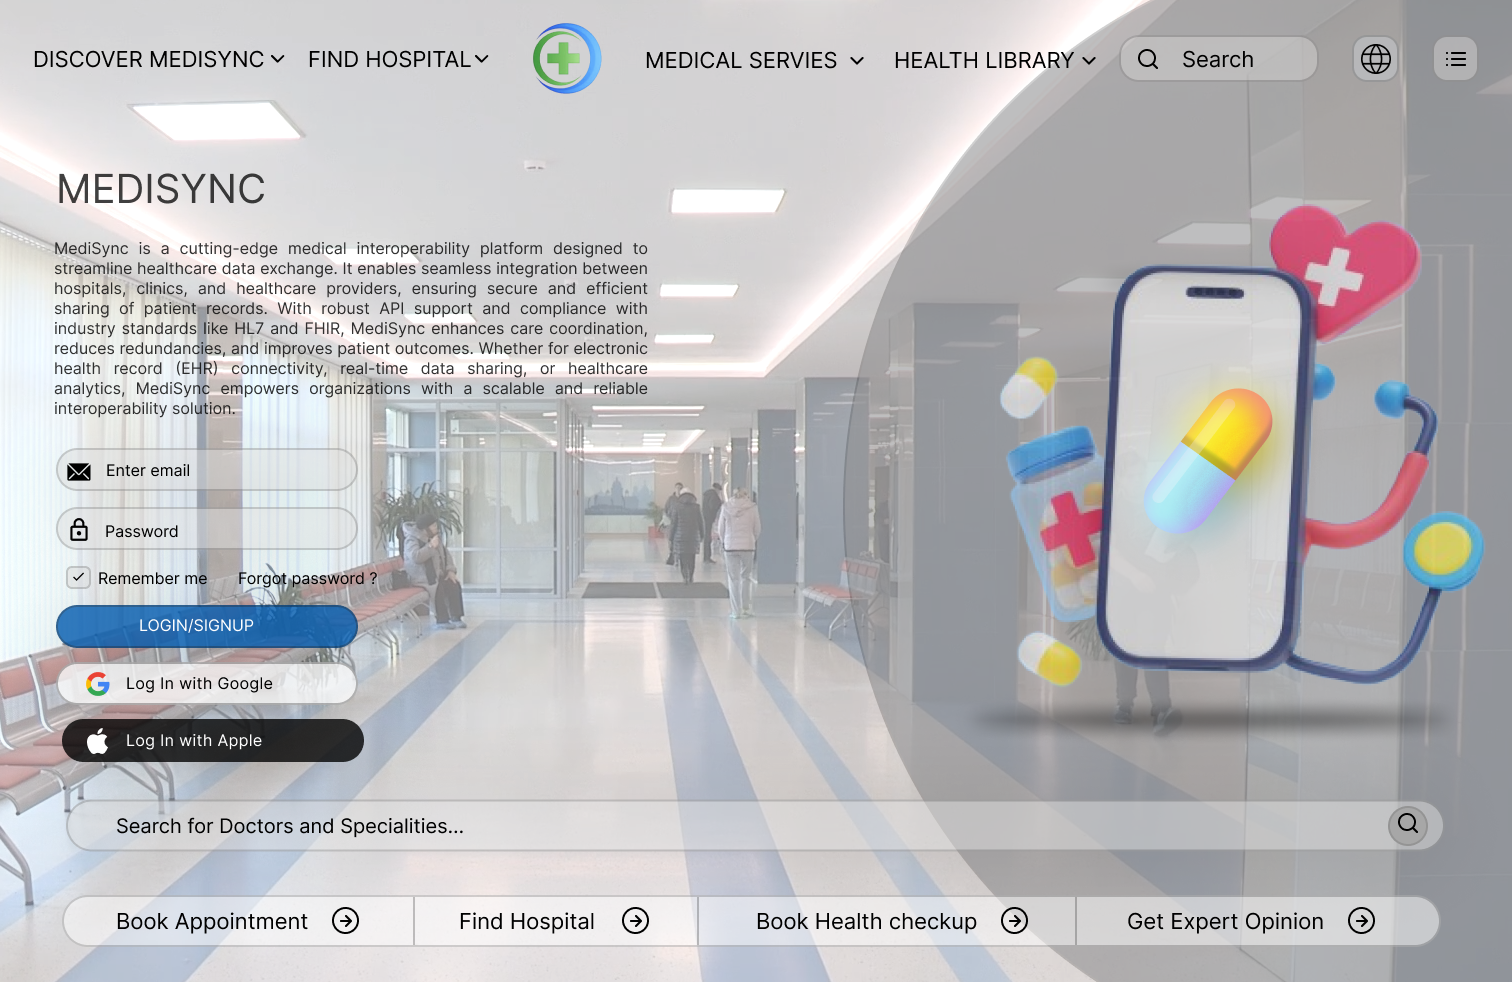 DISCOVER MEDISYNC
FIND HOSPITAL
MEDICAL SERVIES
HEALTH LIBRARY
Search
MEDISYNC
MediSync is a cutting-edge medical interoperability platform designed to
streamline healthcare data exchange. It enables seamless integration between
hospitals, clinics, and healthcare providers, ensuring secure and efficient
sharing of patient records. With robust API support and compliance with
industry standards like HL7 and FHIR, MediSync enhances care coordination,
reduces redundancies, and improves patient outcomes. Whether for electronic
health record (EHR) connectivity, real-time data sharing, or healthcare
analytics, MediSync empowers organizations with a scalable and reliable
interoperability solution.
Enter email
Password
Remember me
Forgot password ?
LOGIN/SIGNUP
Log In with Google
Log In with Apple
Search for Doctors and Specialities...
Book Appointment
Find Hospital
Book Health checkup
Get Expert Opinion